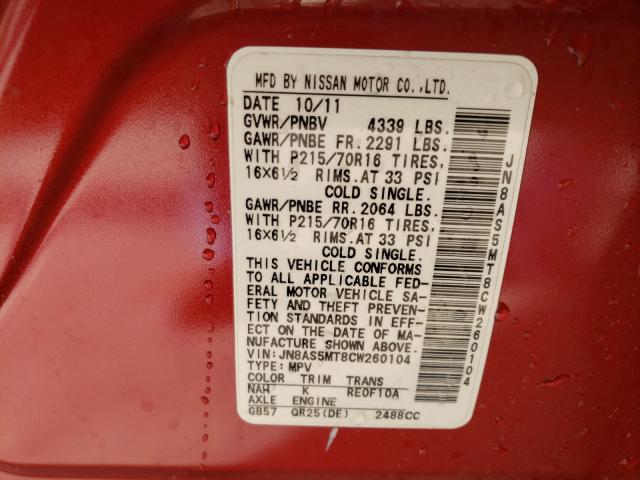 MFD BY NISSAN MOTOR CO.,LTD.
DATE 10/11
GVWR/PNBV 4339 LBS.
GAWR/PNBE FR. 2291 LBS.
WITH P215/70R16 TIRES,
16X6½ RIMS.AT 33 PSI
COLD SINGLE.
GAWR/PNBE RR. 2064 LBS.
WITH P215/70R16 TIRES,
16X6½ RIMS.AT 33 PSI
COLD SINGLE.
THIS VEHICLE CONFORMS
TO ALL APPLICABLE FED-
ERAL MOTOR VEHICLE SA-
FETY AND THEFT PREVEN-
TION STANDARDS IN EFF-
ECT ON THE DATE OF MA-
NUFACTURE SHOWN ABOVE.
VIN: JN8AS5MT8CW260104
TYPE: MPV
COLOR TRIM TRANS
NAH K RE0F10A
AXLE ENGINE
GB57 QR25(DE) 2488CC
JN8AS5MT8CW260104